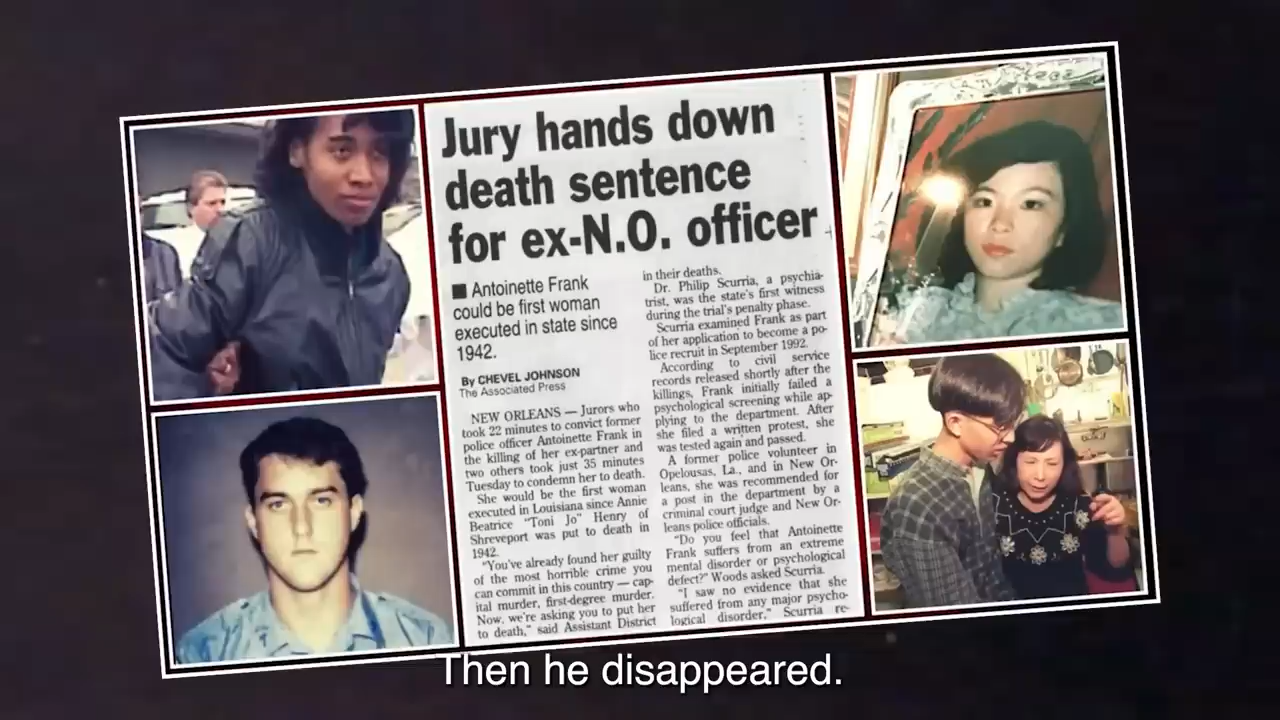 Jury hands down
death sentence
for ex-N.O. officer
■ Antoinette Frank
could be first woman
executed in state since
1942.
By CHEVEL JOHNSON
The Associated Press
NEW ORLEANS — Jurors who
took 22 minutes to convict former
police officer Antoinette Frank in
the killing of her ex-partner and
two others took just 35 minutes
Tuesday to condemn her to death.
She would be the first woman
executed in Louisiana since Annie
Beatrice "Toni Jo" Henry of
Shreveport was put to death in
1942.
"You've already found her guilty
of the most horrible crime you
can commit in this country — cap-
ital murder, first-degree murder.
Now, we're asking you to put her
to death," said Assistant District
in their deaths.
Dr. Philip Scurria, a psychia-
trist, was the state's first witness
during the trial's penalty phase.
Scurria examined Frank as part
of her application to become a po-
lice recruit in September 1992.
According to civil service
records released shortly after the
killings, Frank initially failed a
psychological screening while ap-
plying to the department. After
she filed a written protest, she
was tested again and passed.
A former police volunteer in
Opelousas, La., and in New Or-
leans, she was recommended for
a post in the department by a
criminal court judge and New Or-
leans police officials.
"Do you feel that Antoinette
Frank suffers from an extreme
mental disorder or psychological
defect?" Woods asked Scurria.
"I saw no evidence that she
suffered from any major psycho-
logical disorder," Scurria re-
Then he disappeared.